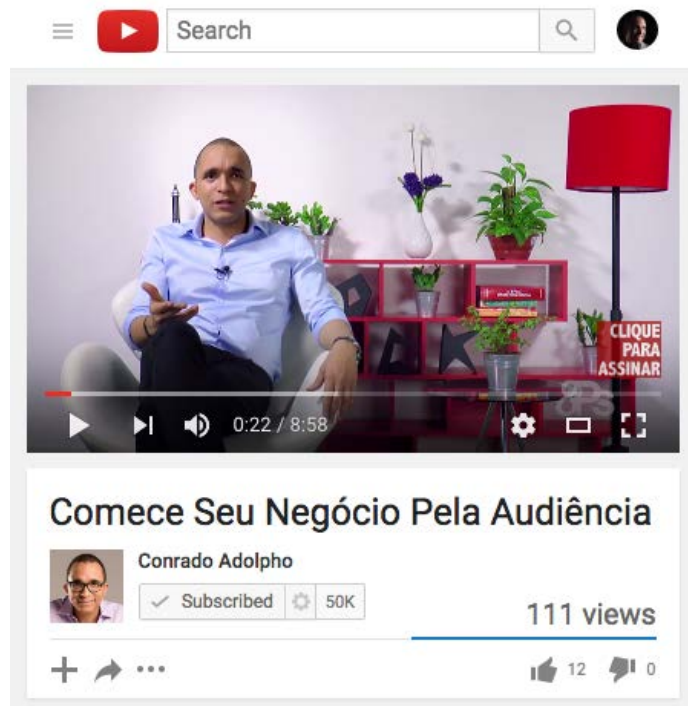 Search
CLIQUE
PARA
ASSINAR
8Ps
0:22 / 8:58
Comece Seu Negócio Pela Audiência
Conrado Adolpho
Subscribed 50K
111 views
12 0